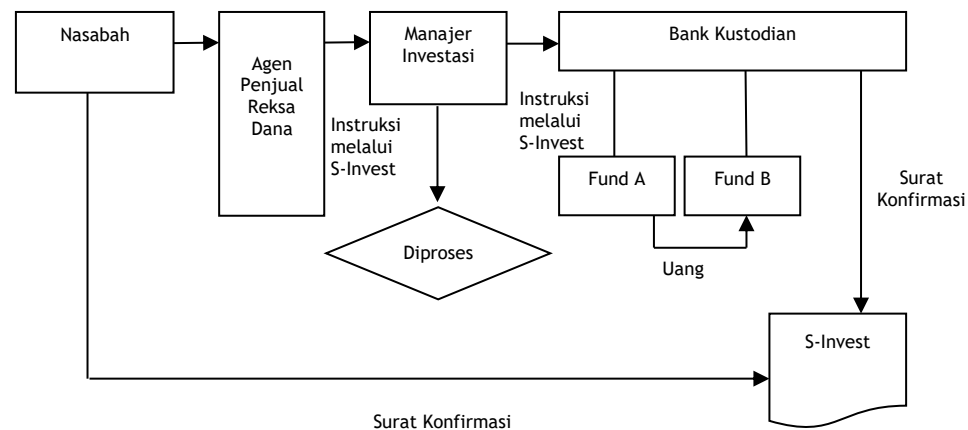 Nasabah
Agen
Penjual
Reksa
Dana
Instruksi
melalui
S-Invest
Manajer
Investasi
Diproses
Instruksi
melalui
S-Invest
Bank Kustodian
Fund A
Fund B
Uang
Surat
Konfirmasi
S-Invest
Surat Konfirmasi